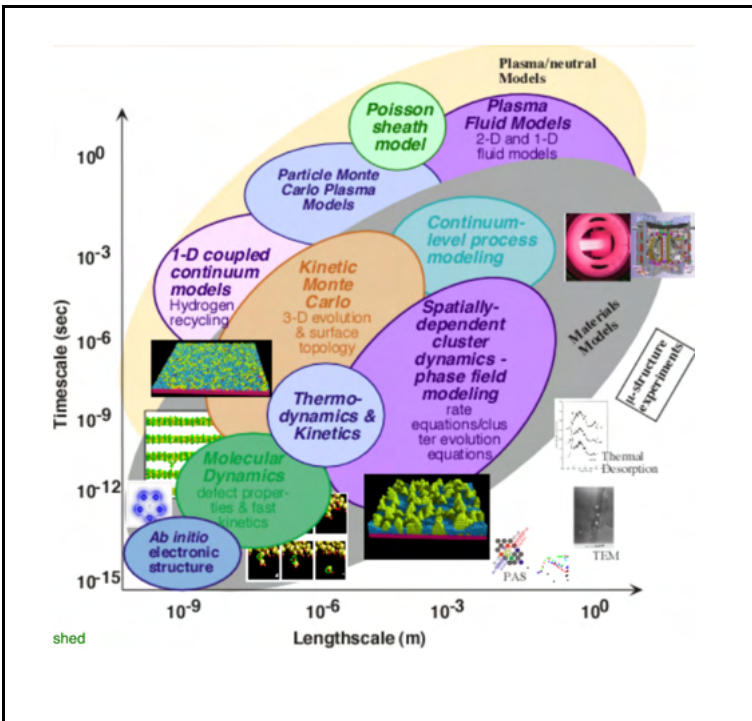 Plasma/neutral
Models
Poisson
sheath
model
Plasma
Fluid Models
2-D and 1-D
fluid models
Particle Monte
Carlo Plasma
Models
Continuum-
level process
modeling
1-D coupled
continuum
models
Hydrogen
recycling
Kinetic
Monte
Carlo
3-D evolution
& surface
topology
Spatially-
dependent
cluster
dynamics -
phase field
modeling
rate
equations/clus
ter evolution
equations
Materials
Models
μ-structure
experiments
Thermo-
dynamics &
Kinetics
Molecular
Dynamics
defect proper-
ties & fast
kinetics
Ab initio
electronic
structure
Thermal
Desorption
TEM
PAS
Timescale (sec)
10⁰
10⁻³
10⁻⁶
10⁻⁹
10⁻¹²
10⁻¹⁵
10⁻⁹
10⁻⁶
10⁻³
10⁰
Lengthscale (m)
shed